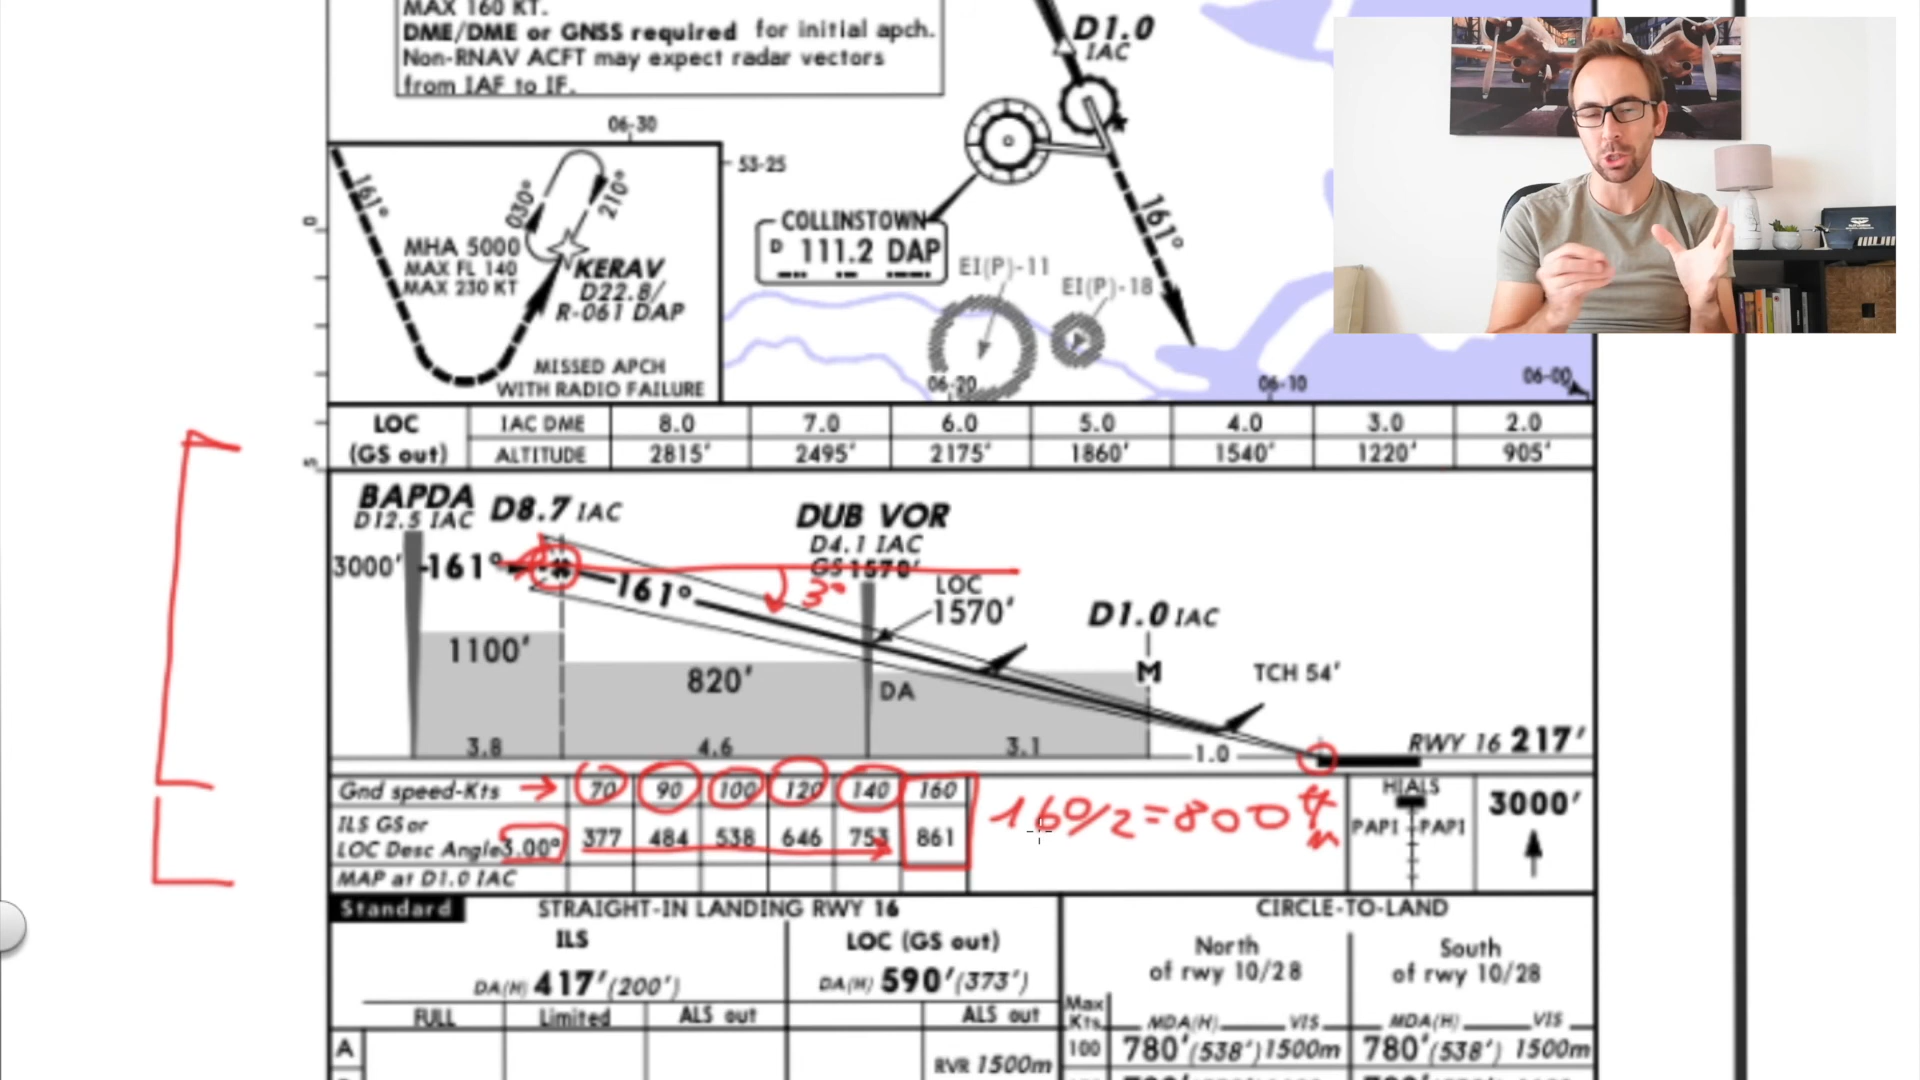 MAX 160 KT.
DME/DME or GNSS required for initial apch.
Non-RNAV ACFT may expect radar vectors
from IAF to IF.
D1.0
IAC
06-30
53-25
161°
030°
210°
MHA 5000
MAX FL 140
MAX 230 KT
KERAV
D22.8/
R-061 DAP
MISSED APCH
WITH RADIO FAILURE
COLLINSTOWN
D 111.2 DAP
161°
EI(P)-11
EI(P)-18
06-20
06-10
06-00
0
5
LOC
(GS out)
IAC DME 8.0 7.0 6.0 5.0 4.0 3.0 2.0
ALTITUDE 2815' 2495' 2175' 1860' 1540' 1220' 905'
BAPDA
D12.5 IAC
D8.7 IAC
DUB VOR
D4.1 IAC
GS 1570'
3000' 161°
161°
3°
LOC
1570'
D1.0 IAC
M
TCH 54'
1100'
820'
DA
3.8 4.6 3.1 1.0
RWY 16 217'
Gnd speed-Kts → 70 90 100 120 140 160
ILS GS or
LOC Desc Angle 3.00° 377 484 538 646 753 861
MAP at D1.0 IAC
160/2=800
HIALS
PAPI PAPI
3000'
Standard STRAIGHT-IN LANDING RWY 16
ILS
DA(H) 417'(200')
LOC (GS out)
DA(H) 590'(373')
FULL Limited ALS out
ALS out
A
RVR 1500m
CIRCLE-TO-LAND
North
of rwy 10/28
South
of rwy 10/28
Max
Kts
MDA(H) VIS
MDA(H) VIS
100 780'(538') 1500m 780'(538') 1500m